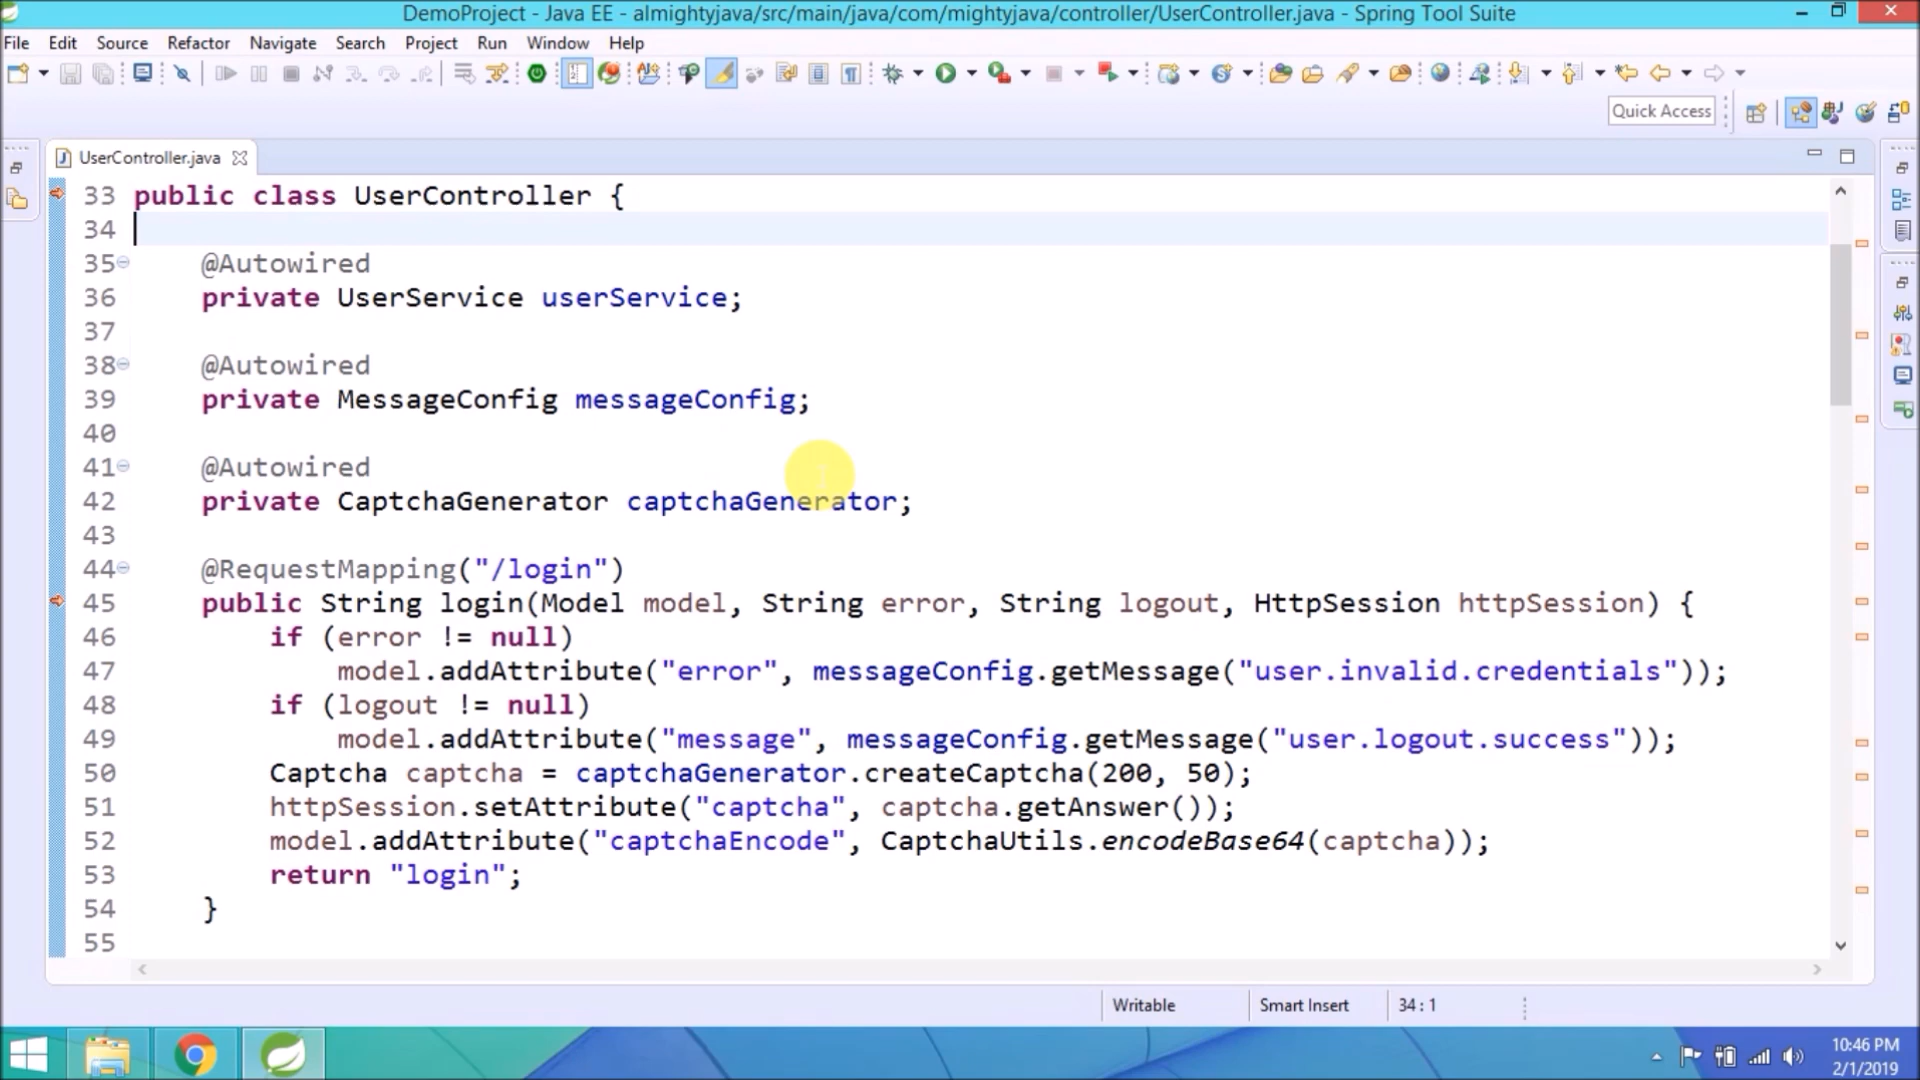 DemoProject - Java EE - almightyjava/src/main/java/com/mightyjava/controller/UserController.java - Spring Tool Suite
File Edit Source Refactor Navigate Search Project Run Window Help
Quick Access
UserController.java
33 public class UserController {
34
35 @Autowired
36 private UserService userService;
37
38 @Autowired
39 private MessageConfig messageConfig;
40
41 @Autowired
42 private CaptchaGenerator captchaGenerator;
43
44 @RequestMapping("/login")
45 public String login(Model model, String error, String logout, HttpSession httpSession) {
46 if (error != null)
47 model.addAttribute("error", messageConfig.getMessage("user.invalid.credentials"));
48 if (logout != null)
49 model.addAttribute("message", messageConfig.getMessage("user.logout.success"));
50 Captcha captcha = captchaGenerator.createCaptcha(200, 50);
51 httpSession.setAttribute("captcha", captcha.getAnswer());
52 model.addAttribute("captchaEncode", CaptchaUtils.encodeBase64(captcha));
53 return "login";
54 }
55
Writable Smart Insert 34 : 1
10:46 PM
2/1/2019